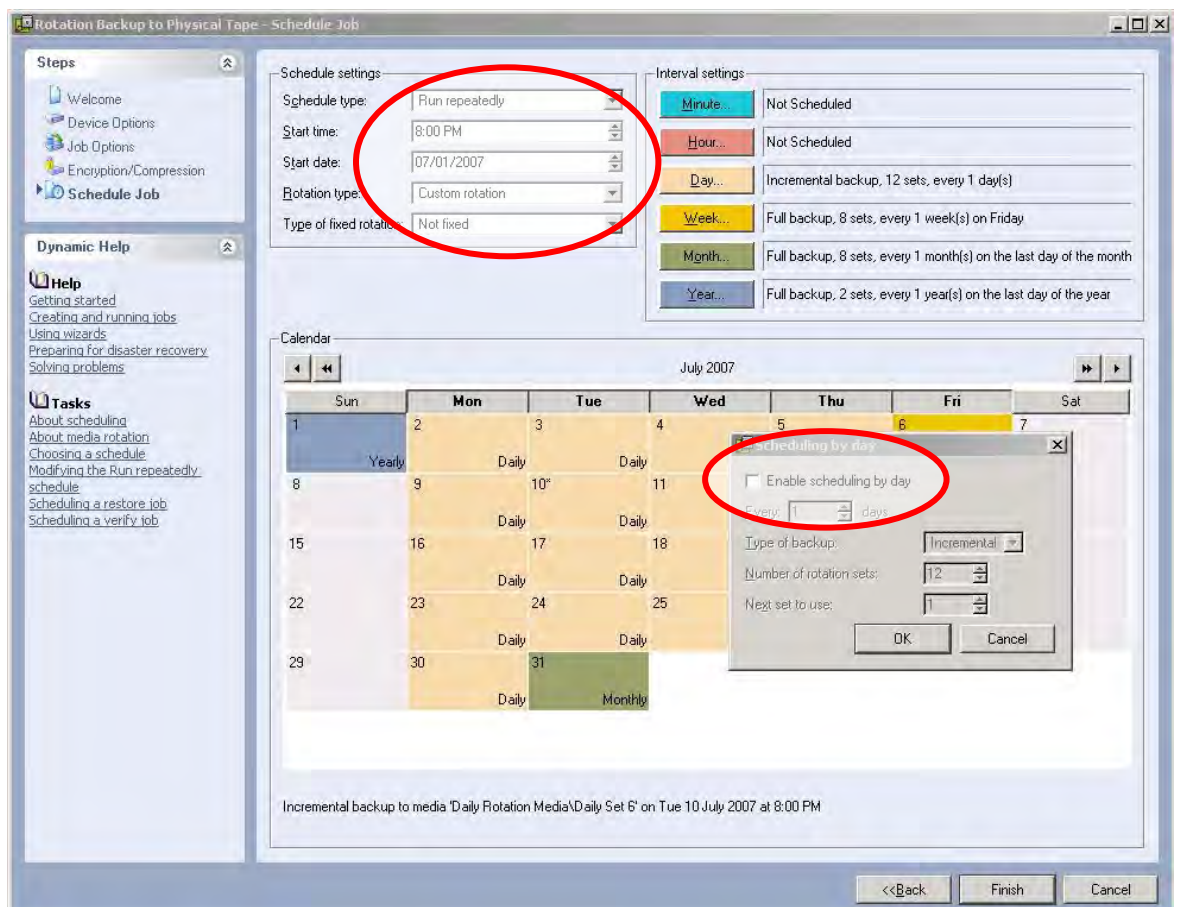 Rotation Backup to Physical Tape - Schedule Job
Steps
Welcome
Device Options
Job Options
Encryption/Compression
Schedule Job
Dynamic Help
Help
Getting started
Creating and running jobs
Using wizards
Preparing for disaster recovery
Solving problems
Tasks
About scheduling
About media rotation
Choosing a schedule
Modifying the Run repeatedly
schedule
Scheduling a restore job
Scheduling a verify job
Schedule settings
Schedule type: Run repeatedly
Start time: 8:00 PM
Start date: 07/01/2007
Rotation type: Custom rotation
Type of fixed rotation: Not fixed
Interval settings
Minute... Not Scheduled
Hour... Not Scheduled
Day... Incremental backup, 12 sets, every 1 day(s)
Week... Full backup, 8 sets, every 1 week(s) on Friday
Month... Full backup, 8 sets, every 1 month(s) on the last day of the month
Year... Full backup, 2 sets, every 1 year(s) on the last day of the year
Calendar
July 2007
Sun Mon Tue Wed Thu Fri Sat
1 2 3 4 5 6 7
Yearly Daily Daily
8 9 10* 11
Daily Daily
15 16 17 18
Daily Daily
22 23 24 25
Daily Daily
29 30 31
Daily Monthly
Scheduling by day
Enable scheduling by day
Every: 1 days
Type of backup: Incremental
Number of rotation sets: 12
Next set to use: 1
OK Cancel
Incremental backup to media 'Daily Rotation Media\Daily Set 6' on Tue 10 July 2007 at 8:00 PM
<<Back Finish Cancel